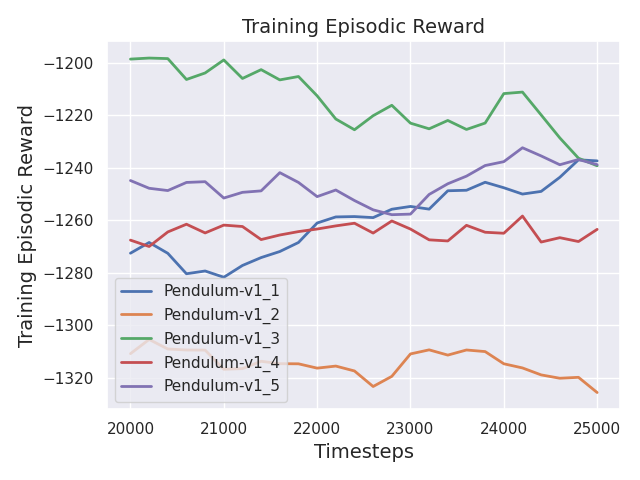 Training Episodic Reward
Training Episodic Reward
−1200
−1220
−1240
−1260
−1280
−1300
−1320
Pendulum-v1_1
Pendulum-v1_2
Pendulum-v1_3
Pendulum-v1_4
Pendulum-v1_5
20000 21000 22000 23000 24000 25000
Timesteps